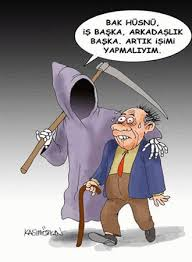 BAK HÜSNÜ,
İŞ BAŞKA, ARKADAŞLIK
BAŞKA. ARTIK İŞİMİ
YAPMALIYIM.